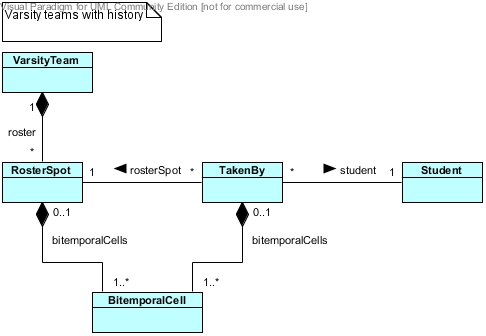 Visual Paradigm for UML Community Edition [not for commercial use]
Varsity teams with history
VarsityTeam
1
roster
*
RosterSpot
1
rosterSpot
*
TakenBy
*
student
1
Student
0..1
0..1
bitemporalCells
bitemporalCells
1..*
1..*
BitemporalCell